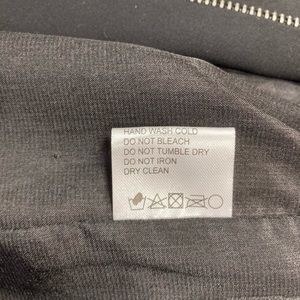 HAND WASH COLD
DO NOT BLEACH
DO NOT TUMBLE DRY
DO NOT IRON
DRY CLEAN